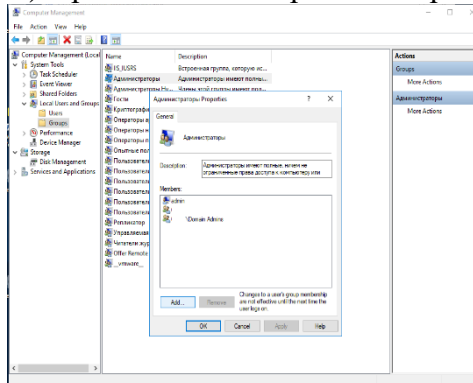 Computer Management
File Action View Help
Computer Management (Local
System Tools
Task Scheduler
Event Viewer
Shared Folders
Local Users and Groups
Users
Groups
Performance
Device Manager
Storage
Disk Management
Services and Applications
Name Description
IIS_IUSRS Встроенная группа, которую ис...
Администраторы Администраторы имеют полны...
Администраторы Hy...
Гости
Криптографи
Операторы
Операторы
Операторы
Пользовател
Пользовател
Пользовател
Пользовател
Пользовател
Пользовател
Репликатор
Управляемая
Читатели жур
Offer Remote
_vmware_
Администраторы Properties ? X
General
Администраторы
Description: Администраторы имеют полные, ничем не
ограниченные права доступа к компьютеру или
Members:
admin
\Domain Admins
Add... Remove
Changes to a user's group membership
are not effective until the next time the
user logs on.
OK Cancel Apply Help
Actions
Groups
More Actions
Администраторы
More Actions